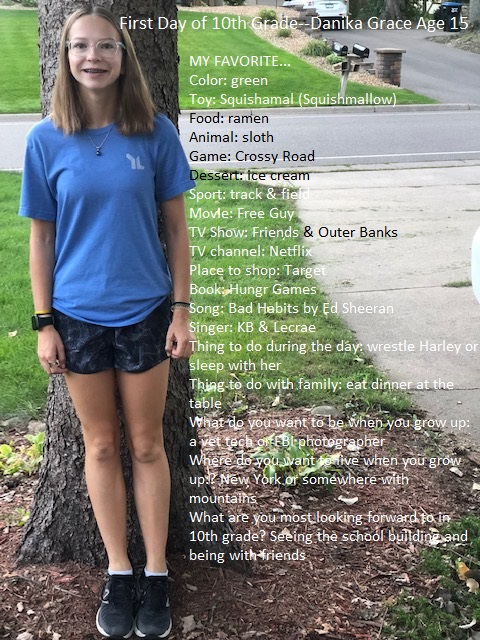 First Day of 10th Grade--Danika Grace Age 15
MY FAVORITE...
Color: green
Toy: Squishamal (Squishmallow)
Food: ramen
Animal: sloth
Game: Crossy Road
Dessert: ice cream
Sport: track & field
Movie: Free Guy
TV Show: Friends & Outer Banks
TV channel: Netflix
Place to shop: Target
Book: Hungr Games
Song: Bad Habits by Ed Sheeran
Singer: KB & Lecrae
Thing to do during the day: wrestle Harley or
sleep with her
Thing to do with family: eat dinner at the
table
What do you want to be when you grow up:
a vet tech or FBI photographer
Where do you want to live when you grow
up!? New York or somewhere with
mountains
What are you most looking forward to in
10th grade? Seeing the school building and
being with friends